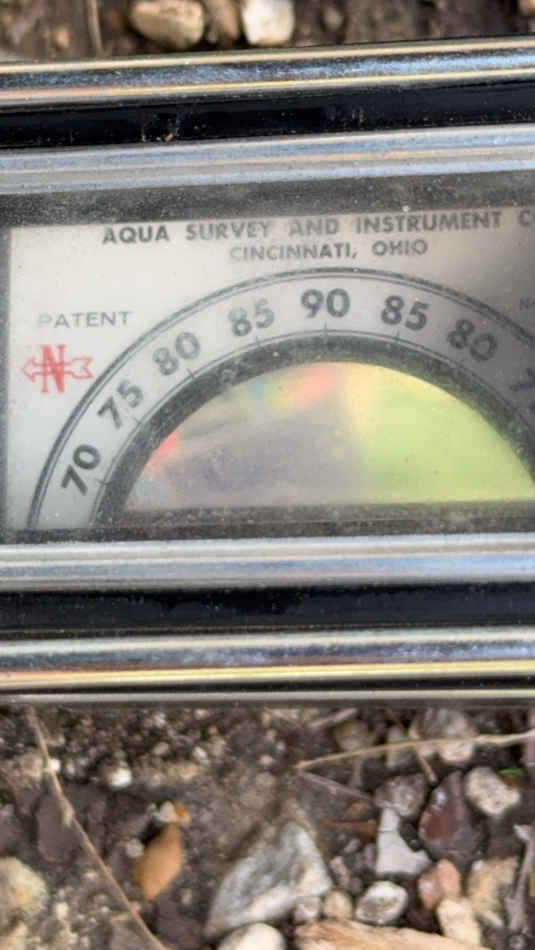 AQUA SURVEY AND INSTRUMENT
CINCINNATI, OHIO
PATENT
N
70 75 80 85 90 85 80